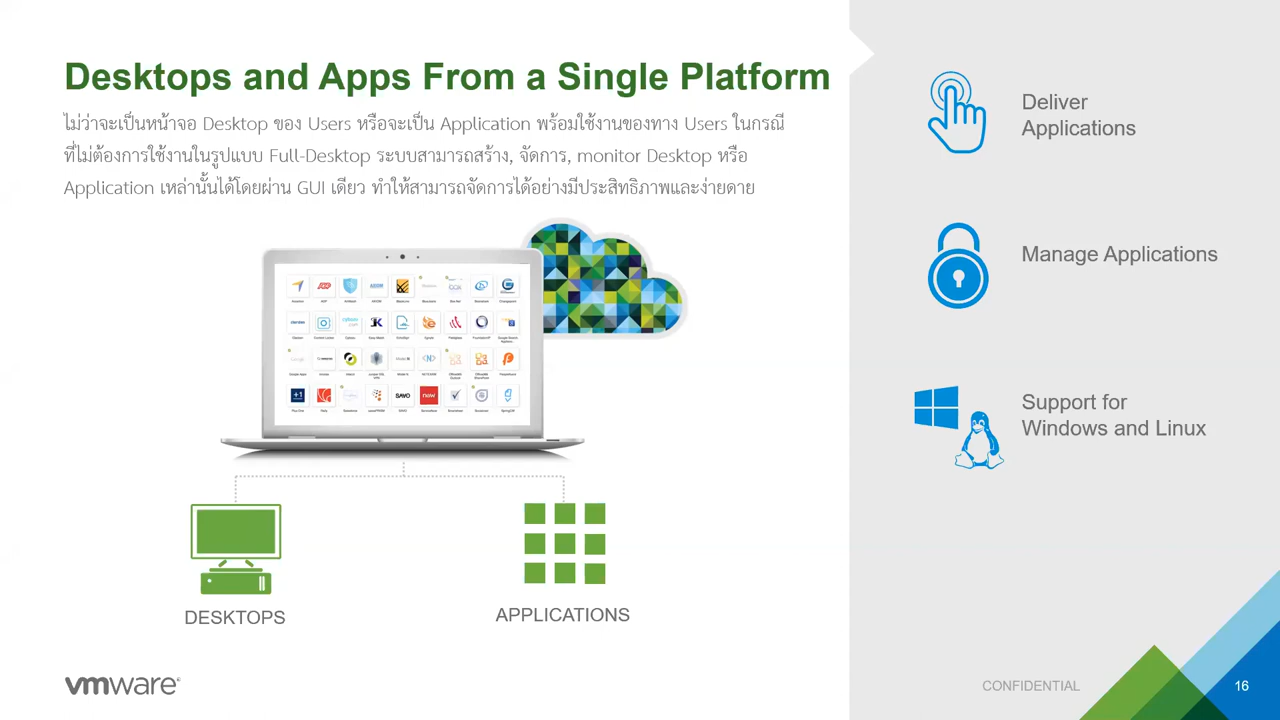 Desktops and Apps From a Single Platform
ไม่ว่าจะเป็นหน้าจอ Desktop ของ Users หรือจะเป็น Application พร้อมใช้งานของทาง Users ในกรณี
ที่ไม่ต้องการใช้งานในรูปแบบ Full-Desktop ระบบสามารถสร้าง, จัดการ, monitor Desktop หรือ
Application เหล่านั้นได้โดยผ่าน GUI เดียว ทำให้สามารถจัดการได้อย่างมีประสิทธิภาพและง่ายดาย
DESKTOPS
APPLICATIONS
Deliver
Applications
Manage Applications
Support for
Windows and Linux
vmware
CONFIDENTIAL
16